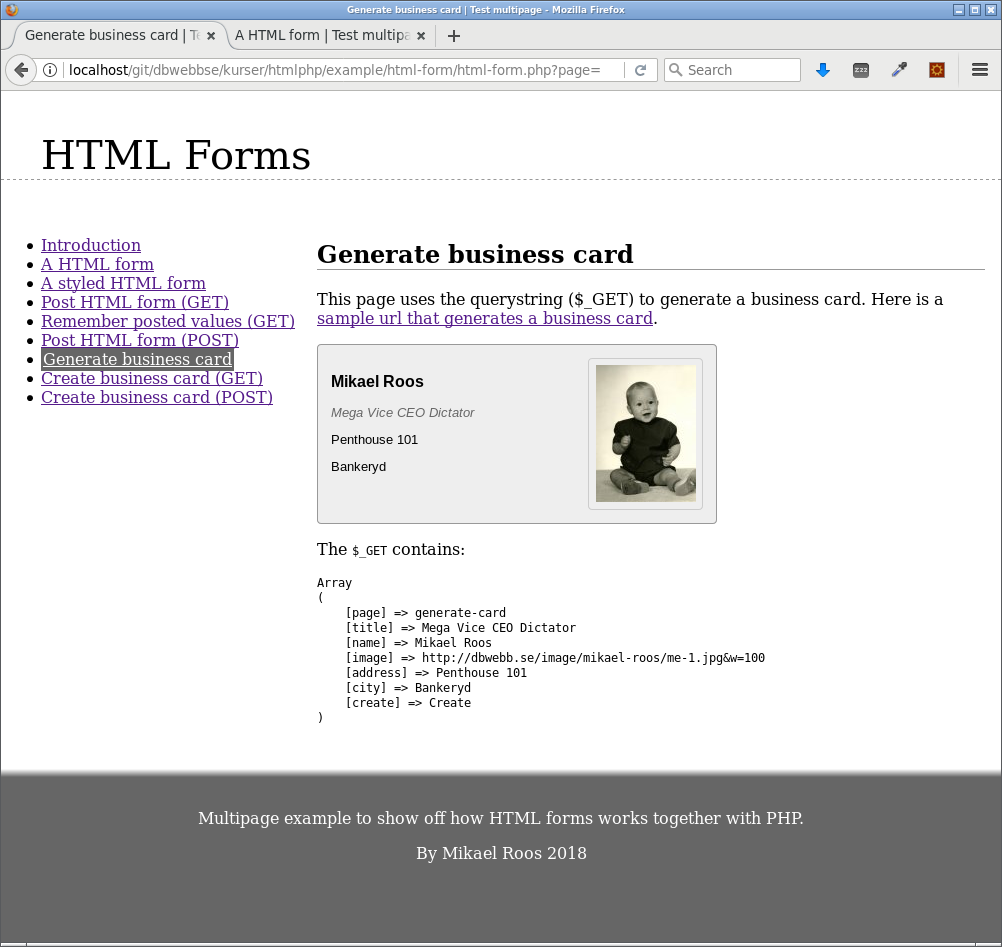 Generate business card | Test multipage - Mozilla Firefox
Generate business card | Te
A HTML form | Test multipa
localhost/git/dbwebbse/kurser/htmlphp/example/html-form/html-form.php?page=
Search
zzz
HTML Forms
Introduction
A HTML form
A styled HTML form
Post HTML form (GET)
Remember posted values (GET)
Post HTML form (POST)
Generate business card
Create business card (GET)
Create business card (POST)
Generate business card
This page uses the querystring ($_GET) to generate a business card. Here is a
sample url that generates a business card.
Mikael Roos
Mega Vice CEO Dictator
Penthouse 101
Bankeryd
The $_GET contains:
Array
(
    [page] => generate-card
    [title] => Mega Vice CEO Dictator
    [name] => Mikael Roos
    [image] => http://dbwebb.se/image/mikael-roos/me-1.jpg&w=100
    [address] => Penthouse 101
    [city] => Bankeryd
    [create] => Create
)
Multipage example to show off how HTML forms works together with PHP.
By Mikael Roos 2018